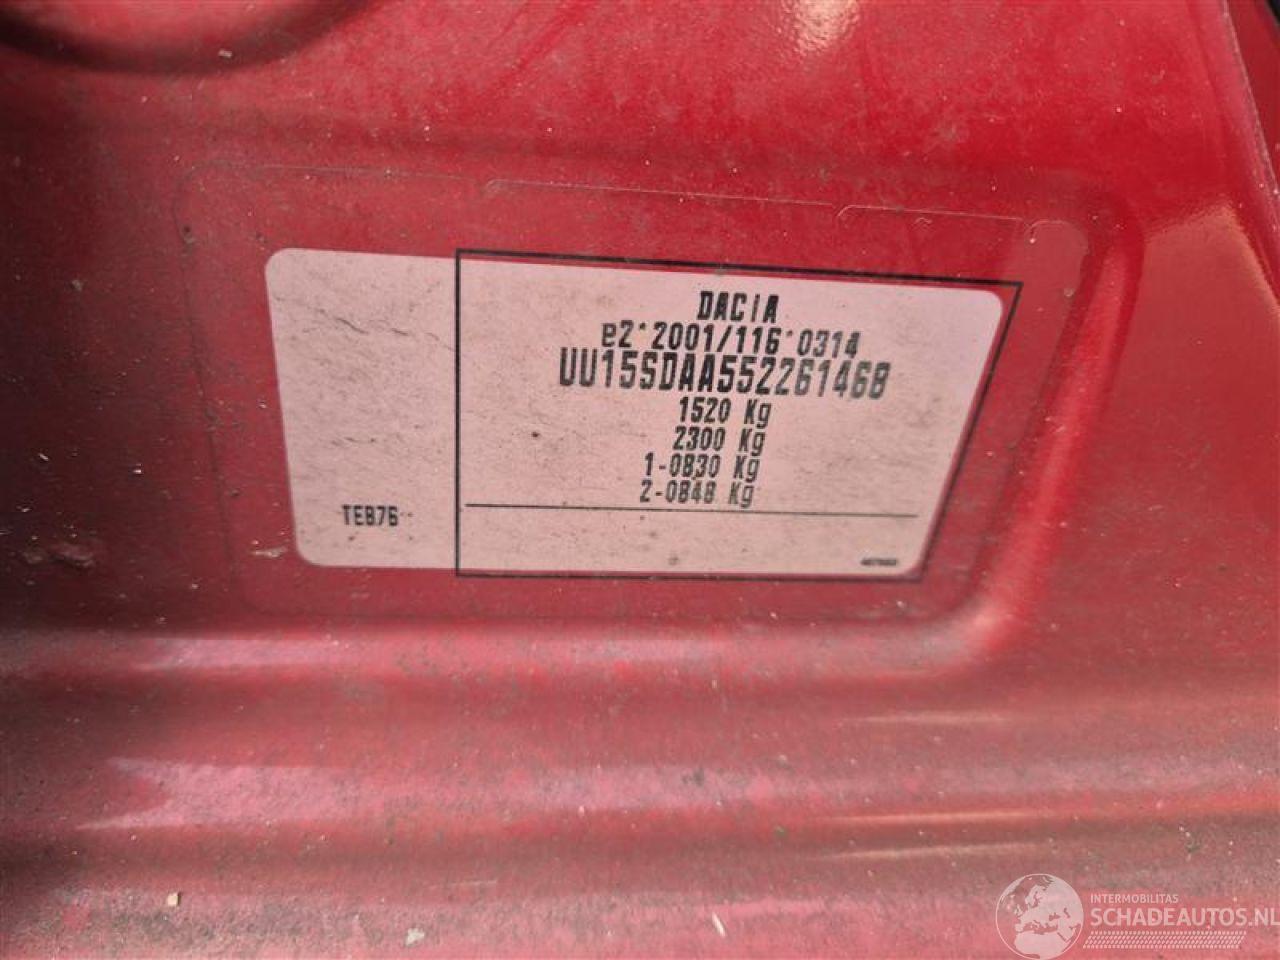 DACIA
e2*2001/116*0314
UU15SDAA552261468
1520 Kg
2300 Kg
1-0830 Kg
2-0848 Kg
TEB76
INTERMOBILITAS
SCHADEAUTOS.NL